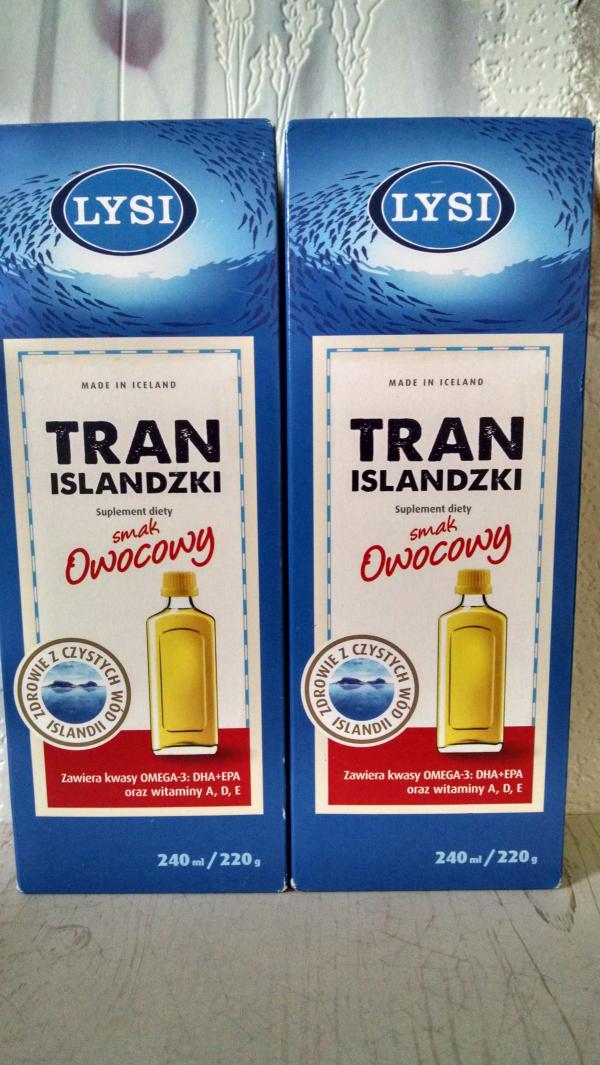 LYSI
MADE IN ICELAND
TRAN
ISLANDZKI
Suplement diety
smak
Owocowy
ZDROWIE Z CZYSTYCH WÓD
ISLANDII
Zawiera kwasy OMEGA-3: DHA+EPA
oraz witaminy A, D, E
240 ml / 220 g
LYSI
MADE IN ICELAND
TRAN
ISLANDZKI
Suplement diety
smak
Owocowy
ZDROWIE Z CZYSTYCH WÓD
ISLANDII
Zawiera kwasy OMEGA-3: DHA+EPA
oraz witaminy A, D, E
240 ml / 220 g